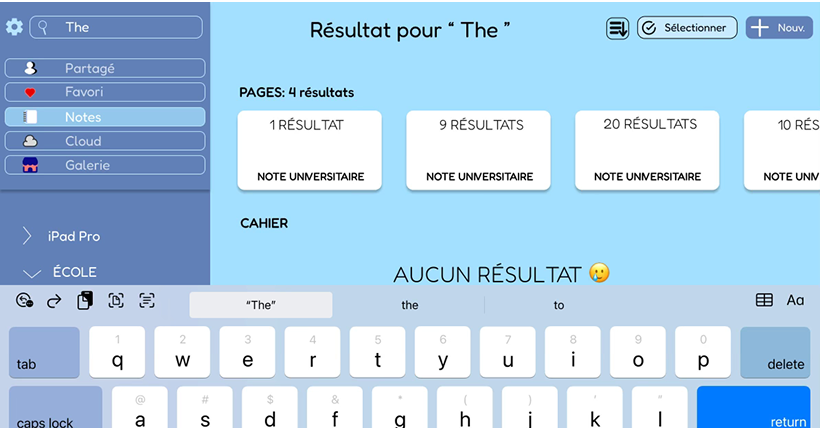 The
Résultat pour “ The ”
Sélectionner
Nouv.
Partagé
Favori
Notes
Cloud
Galerie
iPad Pro
ÉCOLE
PAGES: 4 résultats
1 RÉSULTAT
NOTE UNIVERSITAIRE
9 RÉSULTATS
NOTE UNIVERSITAIRE
20 RÉSULTATS
NOTE UNIVERSITAIRE
10 RÉS
NOTE UNIV
CAHIER
AUCUN RÉSULTAT 🥲
“The” the to
Aa
1 2 3 4 5 6 7 8 9 0
tab q w e r t y u i o p delete
@ # $ & * ( ) ‘ “
caps lock a s d f g h j k l return